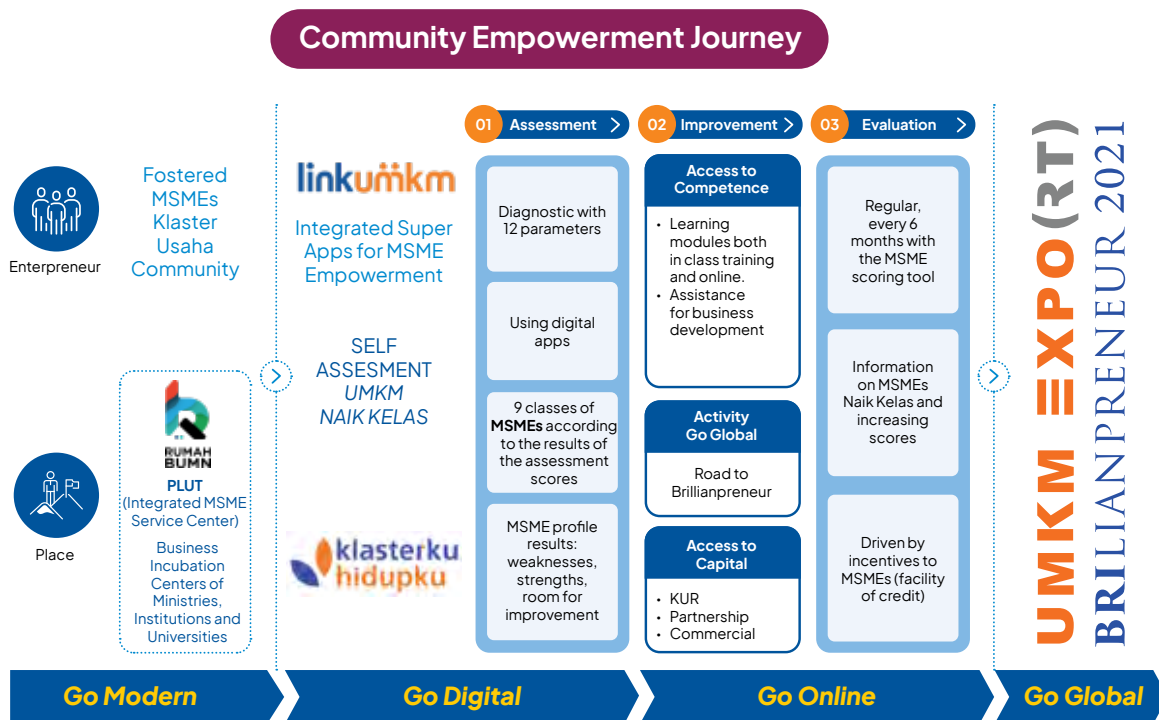 Community Empowerment Journey
Enterpreneur
Fostered
MSMEs
Klaster
Usaha
Community
Place
RUMAH
BUMN
PLUT
(Integrated MSME
Service Center)
Business
Incubation
Centers of
Ministries,
Institutions and
Universities
linkumkm
Integrated Super
Apps for MSME
Empowerment
SELF
ASSESMENT
UMKM
NAIK KELAS
klasterku
hidupku
01 Assessment
Diagnostic with
12 parameters
Using digital
apps
9 classes of
MSMEs according
to the results of
the assessment
scores
MSME profile
results:
weaknesses,
strengths,
room for
improvement
02 Improvement
Access to
Competence
• Learning
modules both
in class training
and online.
• Assistance
for business
development
Activity
Go Global
Road to
Brillianpreneur
Access to
Capital
• KUR
• Partnership
• Commercial
03 Evaluation
Regular,
every 6
months with
the MSME
scoring tool
Information
on MSMEs
Naik Kelas and
increasing
scores
Driven by
incentives to
MSMEs (facility
of credit)
UMKM EXPO(RT)
BRILIANPRENEUR 2021
Go Modern
Go Digital
Go Online
Go Global